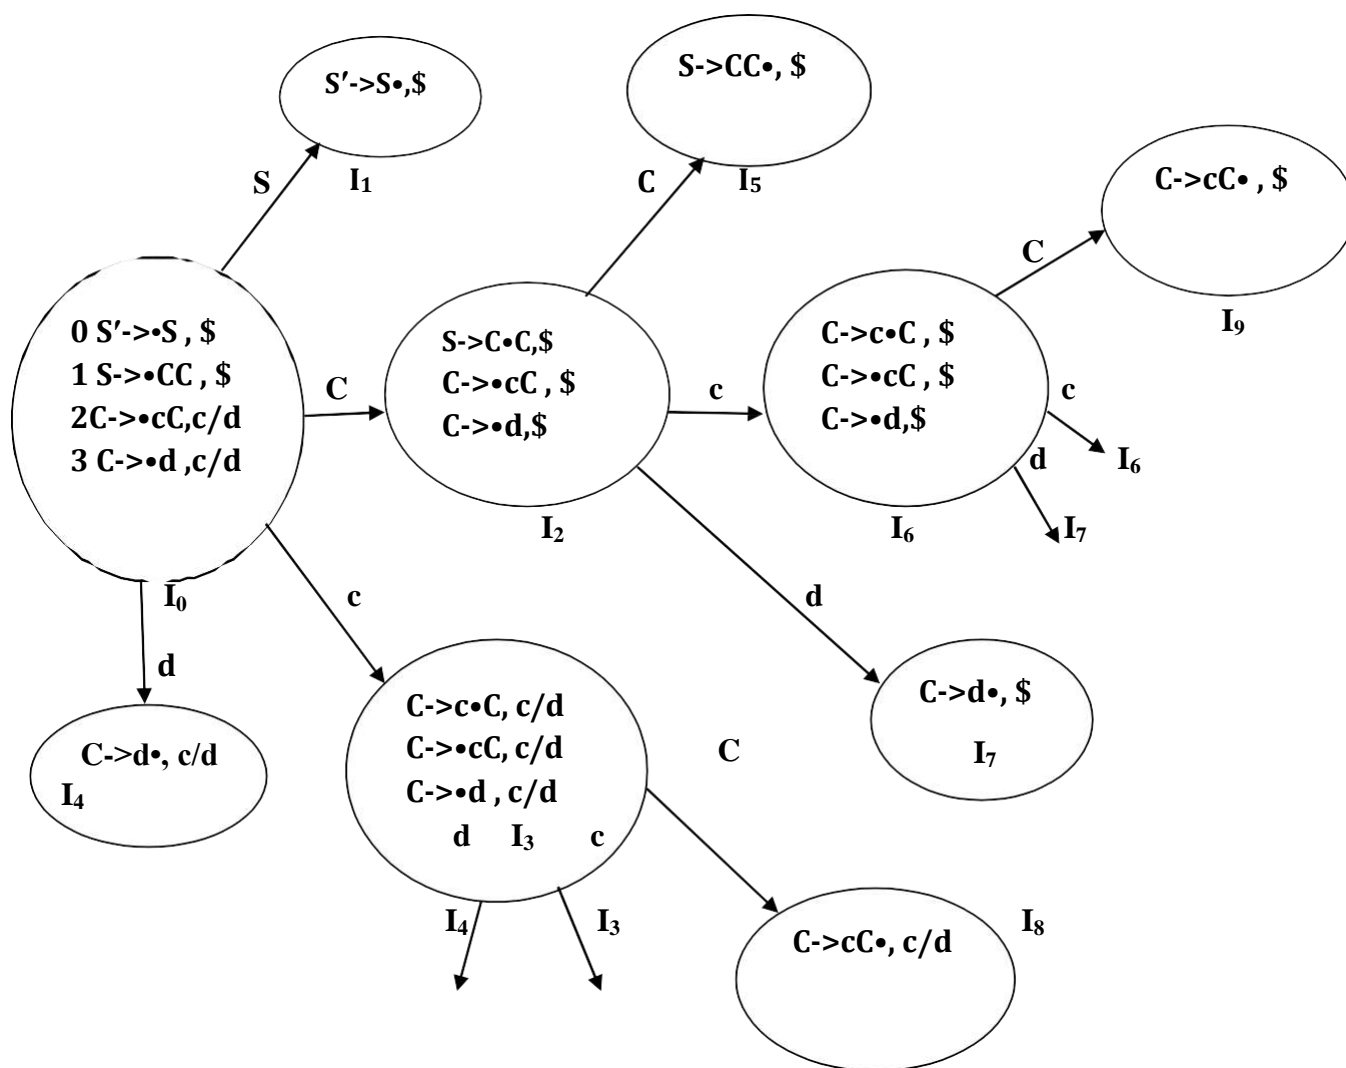 S′->S•,$
I1
S
S->CC•, $
I5
C
C->cC• , $
I9
C
0 S′->•S , $
1 S->•CC , $
2C->•cC,c/d
3 C->•d ,c/d
I0
C
S->C•C,$
C->•cC , $
C->•d,$
I2
c
C->c•C , $
C->•cC , $
C->•d,$
I6
c
I6
d
I7
c
d
d
C->d•, c/d
I4
C->c•C, c/d
C->•cC, c/d
C->•d , c/d
d I3 c
I4 I3
C
C->d•, $
I7
C->cC•, c/d
I8